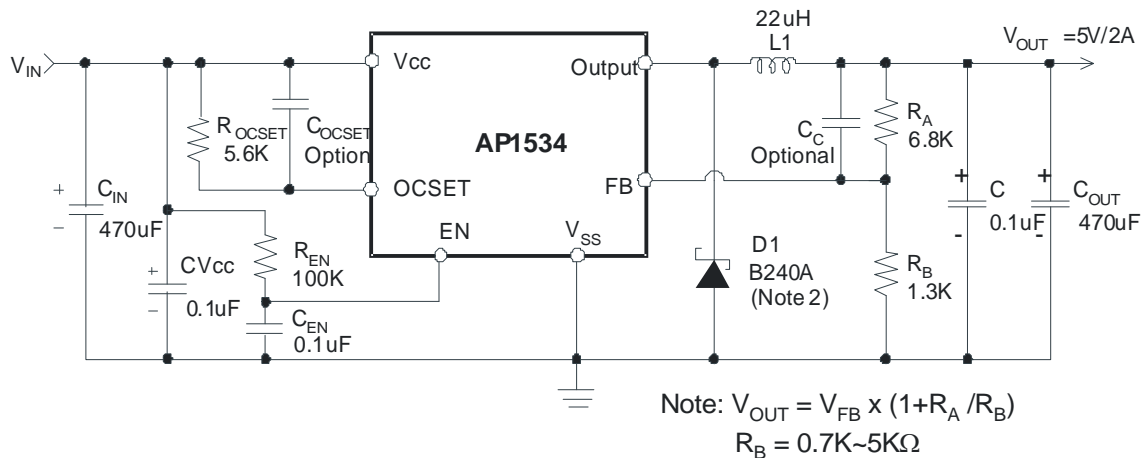 V_IN
Vcc
Output
22uH
L1
V_OUT =5V/2A
R_OCSET
5.6K
C_OCSET
Option
AP1534
C_C
Optional
R_A
6.8K
OCSET
FB
+
-
C_IN
470uF
EN
V_SS
R_EN
100K
+
-
CVcc
0.1uF
C_EN
0.1uF
D1
B240A
(Note 2)
R_B
1.3K
+
-
C
0.1uF
+
-
C_OUT
470uF
Note: V_OUT = V_FB x (1+R_A /R_B)
R_B = 0.7K~5KΩ